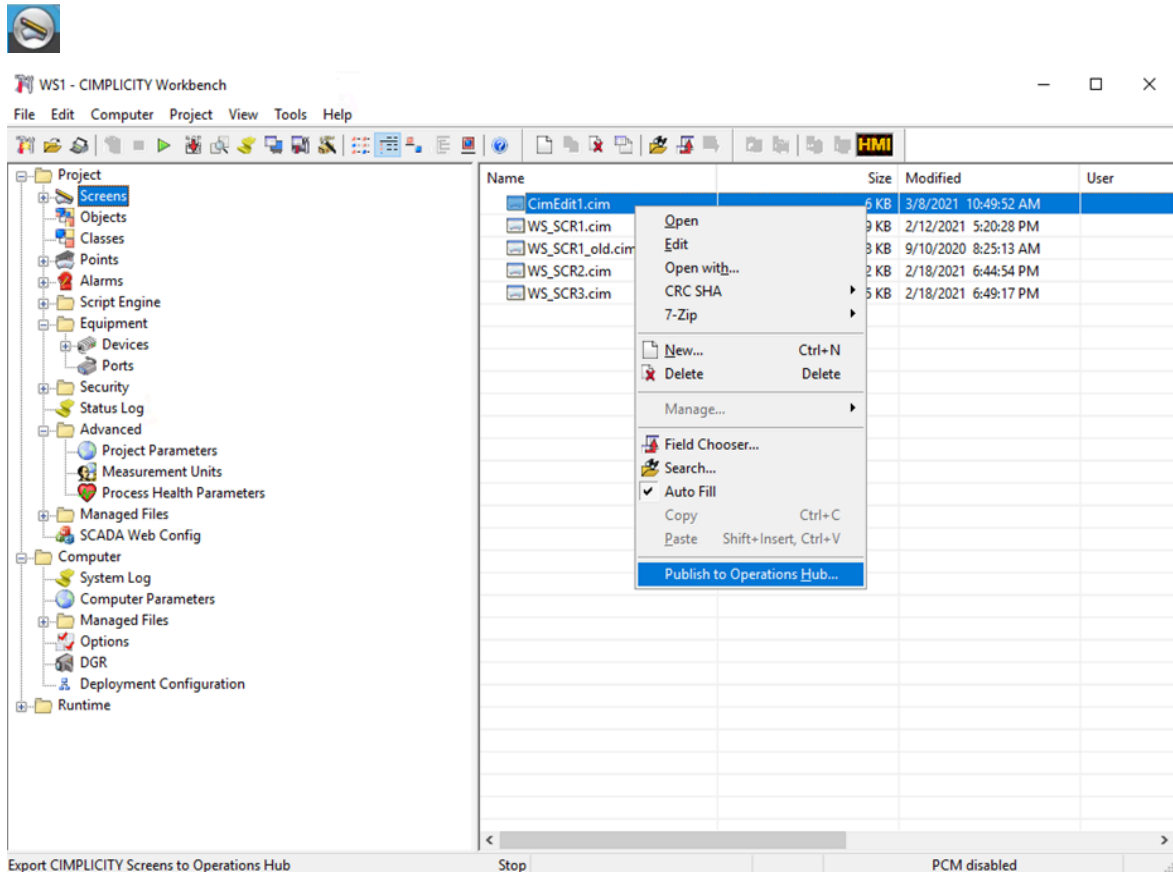 WS1 - CIMPLICITY Workbench
File Edit Computer Project View Tools Help
HMI
Project
Screens
Objects
Classes
Points
Alarms
Script Engine
Equipment
Devices
Ports
Security
Status Log
Advanced
Project Parameters
Measurement Units
Process Health Parameters
Managed Files
SCADA Web Config
Computer
System Log
Computer Parameters
Managed Files
Options
DGR
Deployment Configuration
Runtime
Name Size Modified User
CimEdit1.cim 6 KB 3/8/2021 10:49:52 AM
WS_SCR1.cim 9 KB 2/12/2021 5:20:28 PM
WS_SCR1_old.cim 3 KB 9/10/2020 8:25:13 AM
WS_SCR2.cim 2 KB 2/18/2021 6:44:54 PM
WS_SCR3.cim KB 2/18/2021 6:49:17 PM
Open
Edit
Open with...
CRC SHA
7-Zip
New... Ctrl+N
Delete Delete
Manage...
Field Chooser...
Search...
Auto Fill
Copy Ctrl+C
Paste Shift+Insert, Ctrl+V
Publish to Operations Hub...
Export CIMPLICITY Screens to Operations Hub Stop PCM disabled